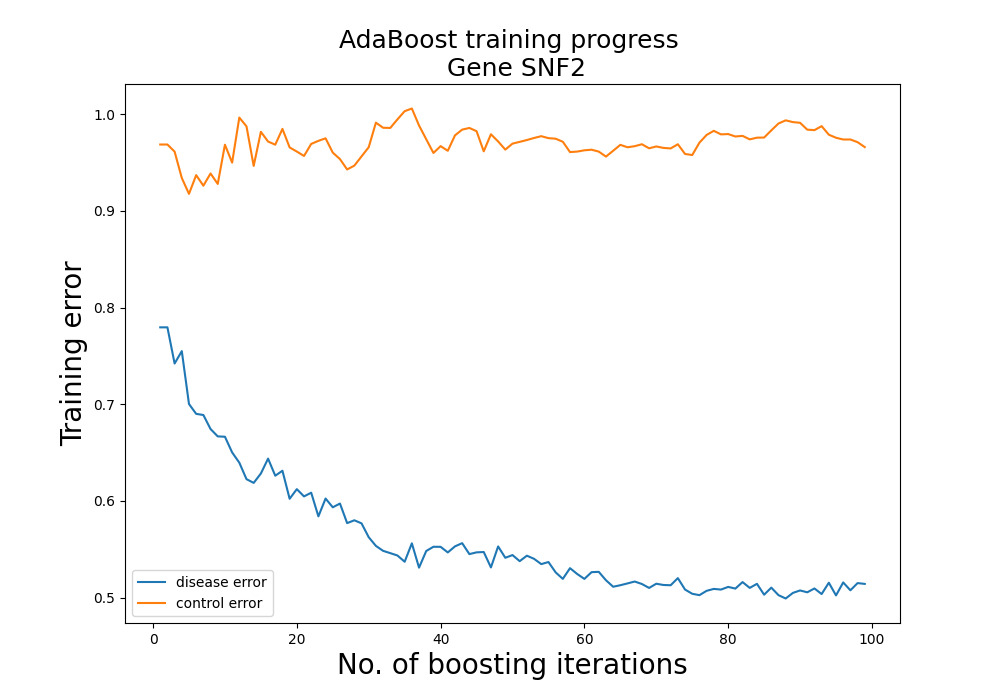 AdaBoost training progress
Gene SNF2
Training error
1.0
0.9
0.8
0.7
0.6
0.5
disease error
control error
0 20 40 60 80 100
No. of boosting iterations